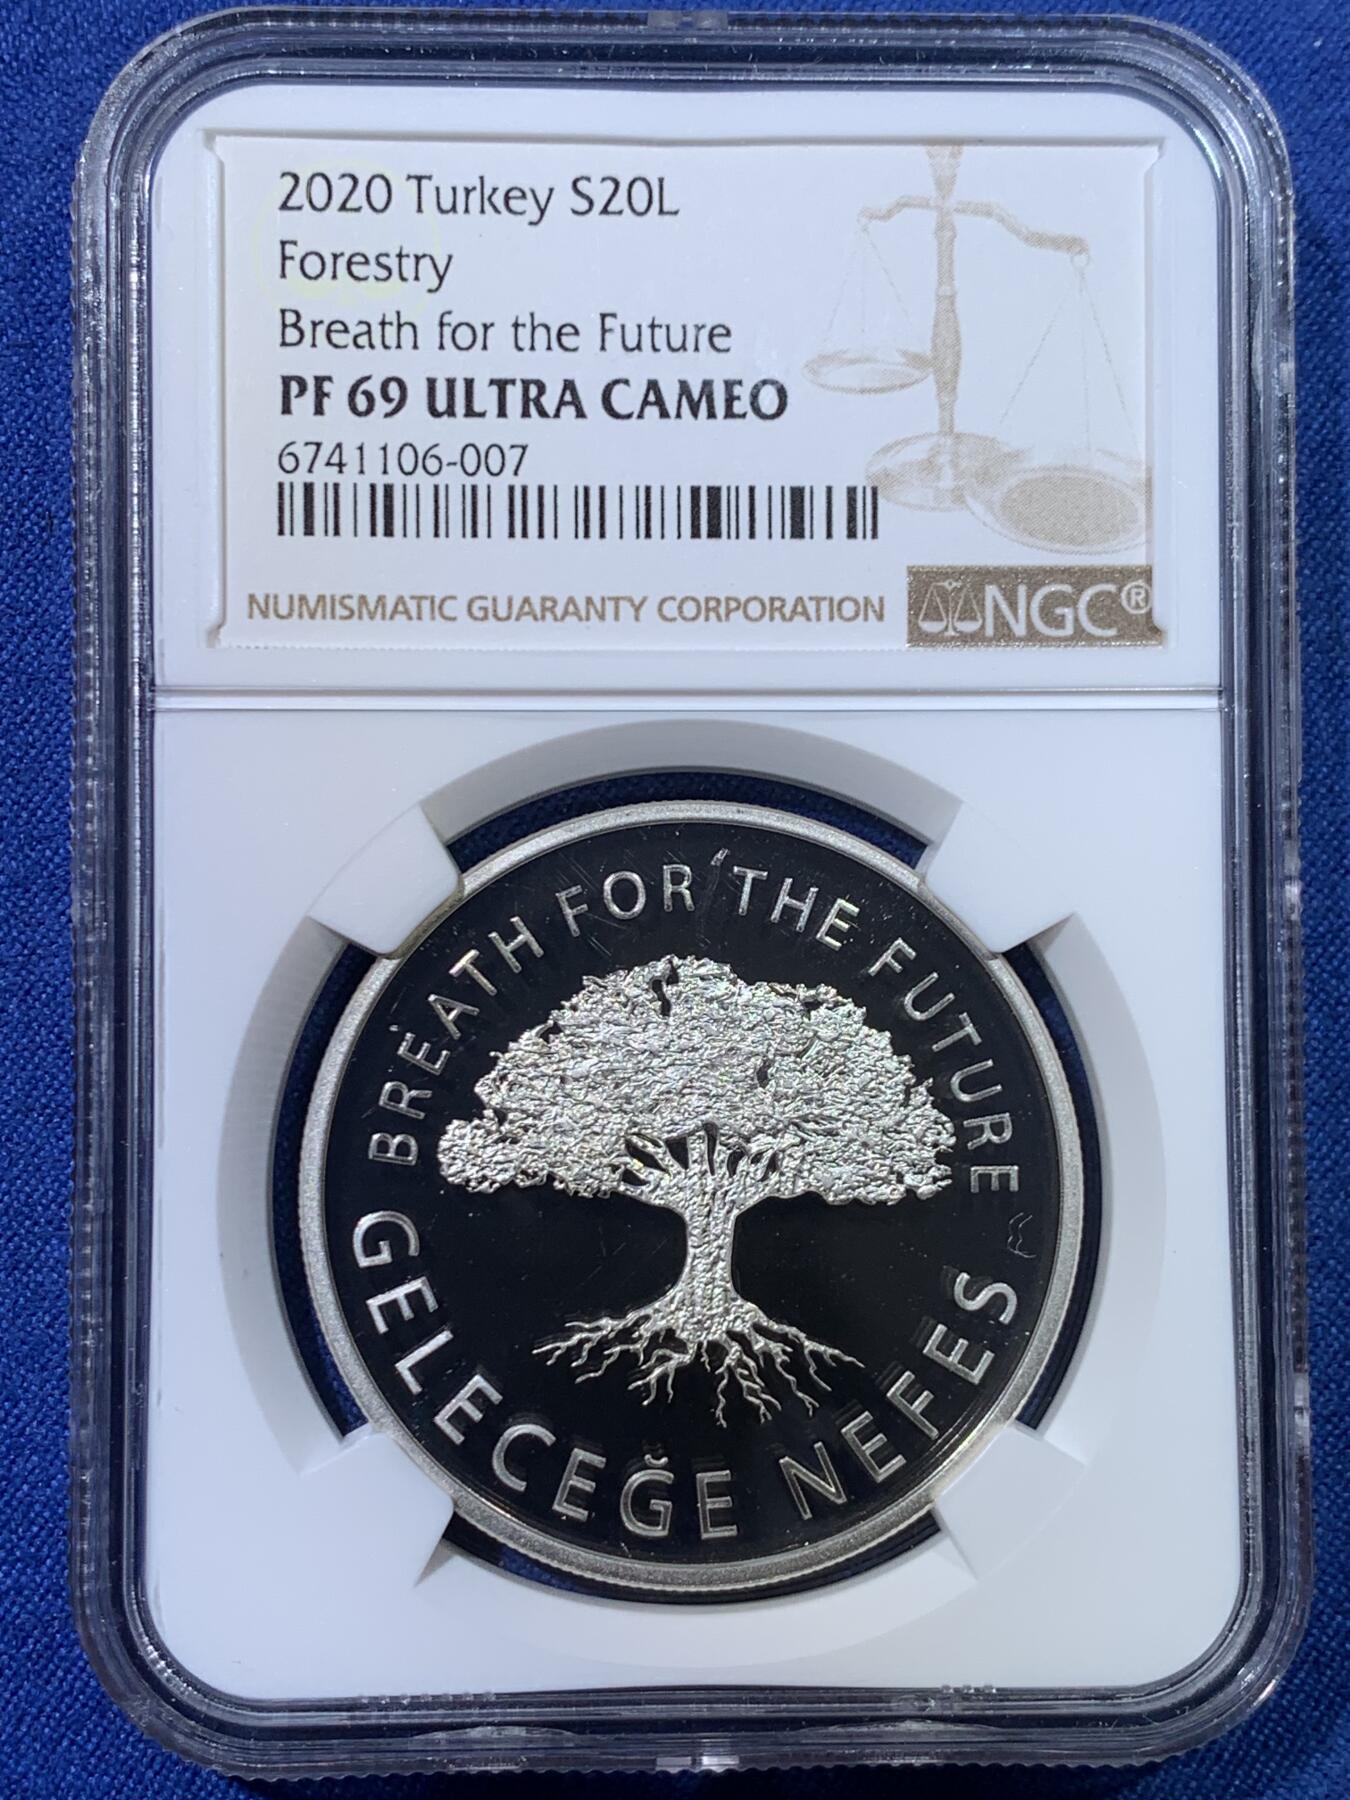 2020 Turkey S20L
Forestry
Breath for the Future
PF 69 ULTRA CAMEO
6741106-007
NUMISMATIC GUARANTY CORPORATION
NGC®
BREATH FOR THE FUTURE
GELECEĞE NEFES